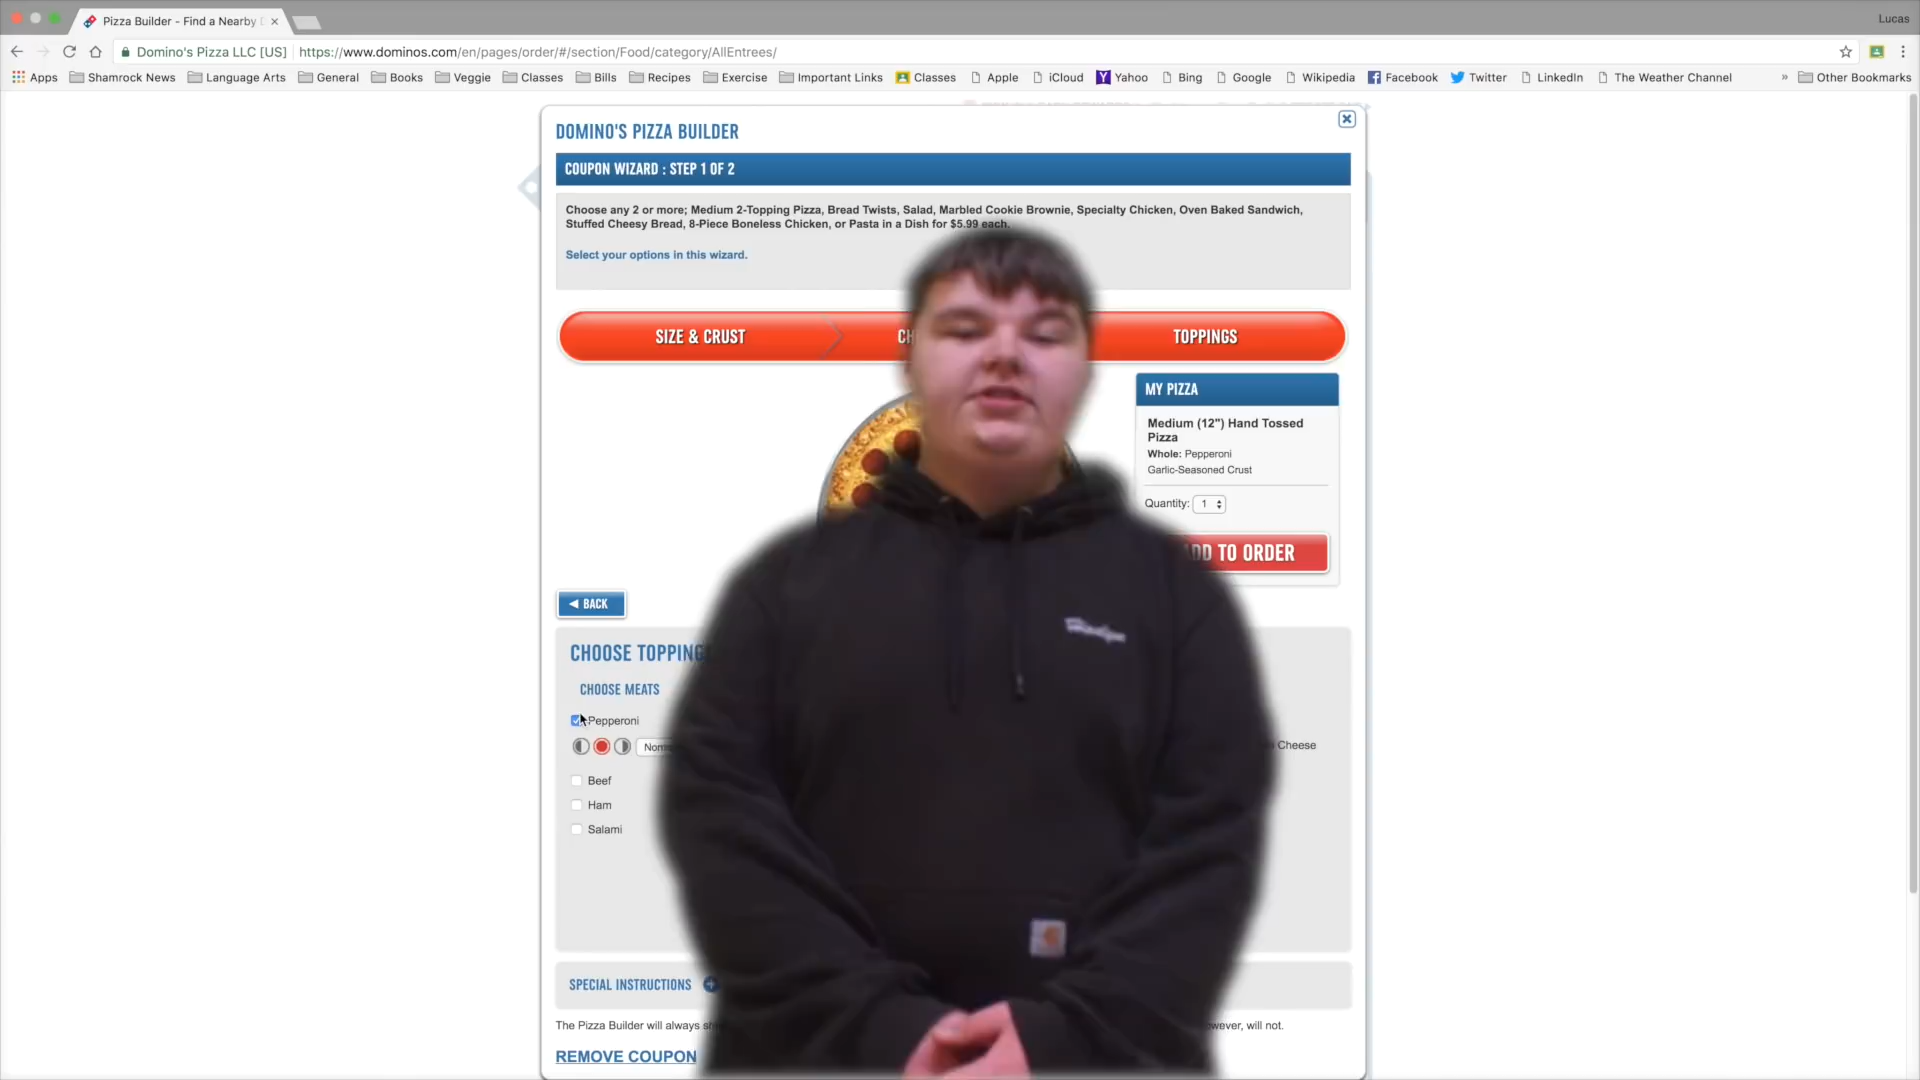 Pizza Builder - Find a Nearby D
Lucas
Domino's Pizza LLC [US] https://www.dominos.com/en/pages/order/#/section/Food/category/AllEntrees/
Apps Shamrock News Language Arts General Books Veggie Classes Bills Recipes Exercise Important Links Classes Apple iCloud Yahoo Bing Google Wikipedia Facebook Twitter LinkedIn The Weather Channel » Other Bookmarks
DOMINO'S PIZZA BUILDER
COUPON WIZARD : STEP 1 OF 2
Choose any 2 or more; Medium 2-Topping Pizza, Bread Twists, Salad, Marbled Cookie Brownie, Specialty Chicken, Oven Baked Sandwich,
Stuffed Cheesy Bread, 8-Piece Boneless Chicken, or Pasta in a Dish for $5.99 each.
Select your options in this wizard.
SIZE & CRUST CH TOPPINGS
MY PIZZA
Medium (12") Hand Tossed
Pizza
Whole: Pepperoni
Garlic-Seasoned Crust
Quantity: 1
ADD TO ORDER
BACK
CHOOSE TOPPING
CHOOSE MEATS
Pepperoni
Norm
Cheese
Beef
Ham
Salami
SPECIAL INSTRUCTIONS
The Pizza Builder will always s wever, will not.
REMOVE COUPON